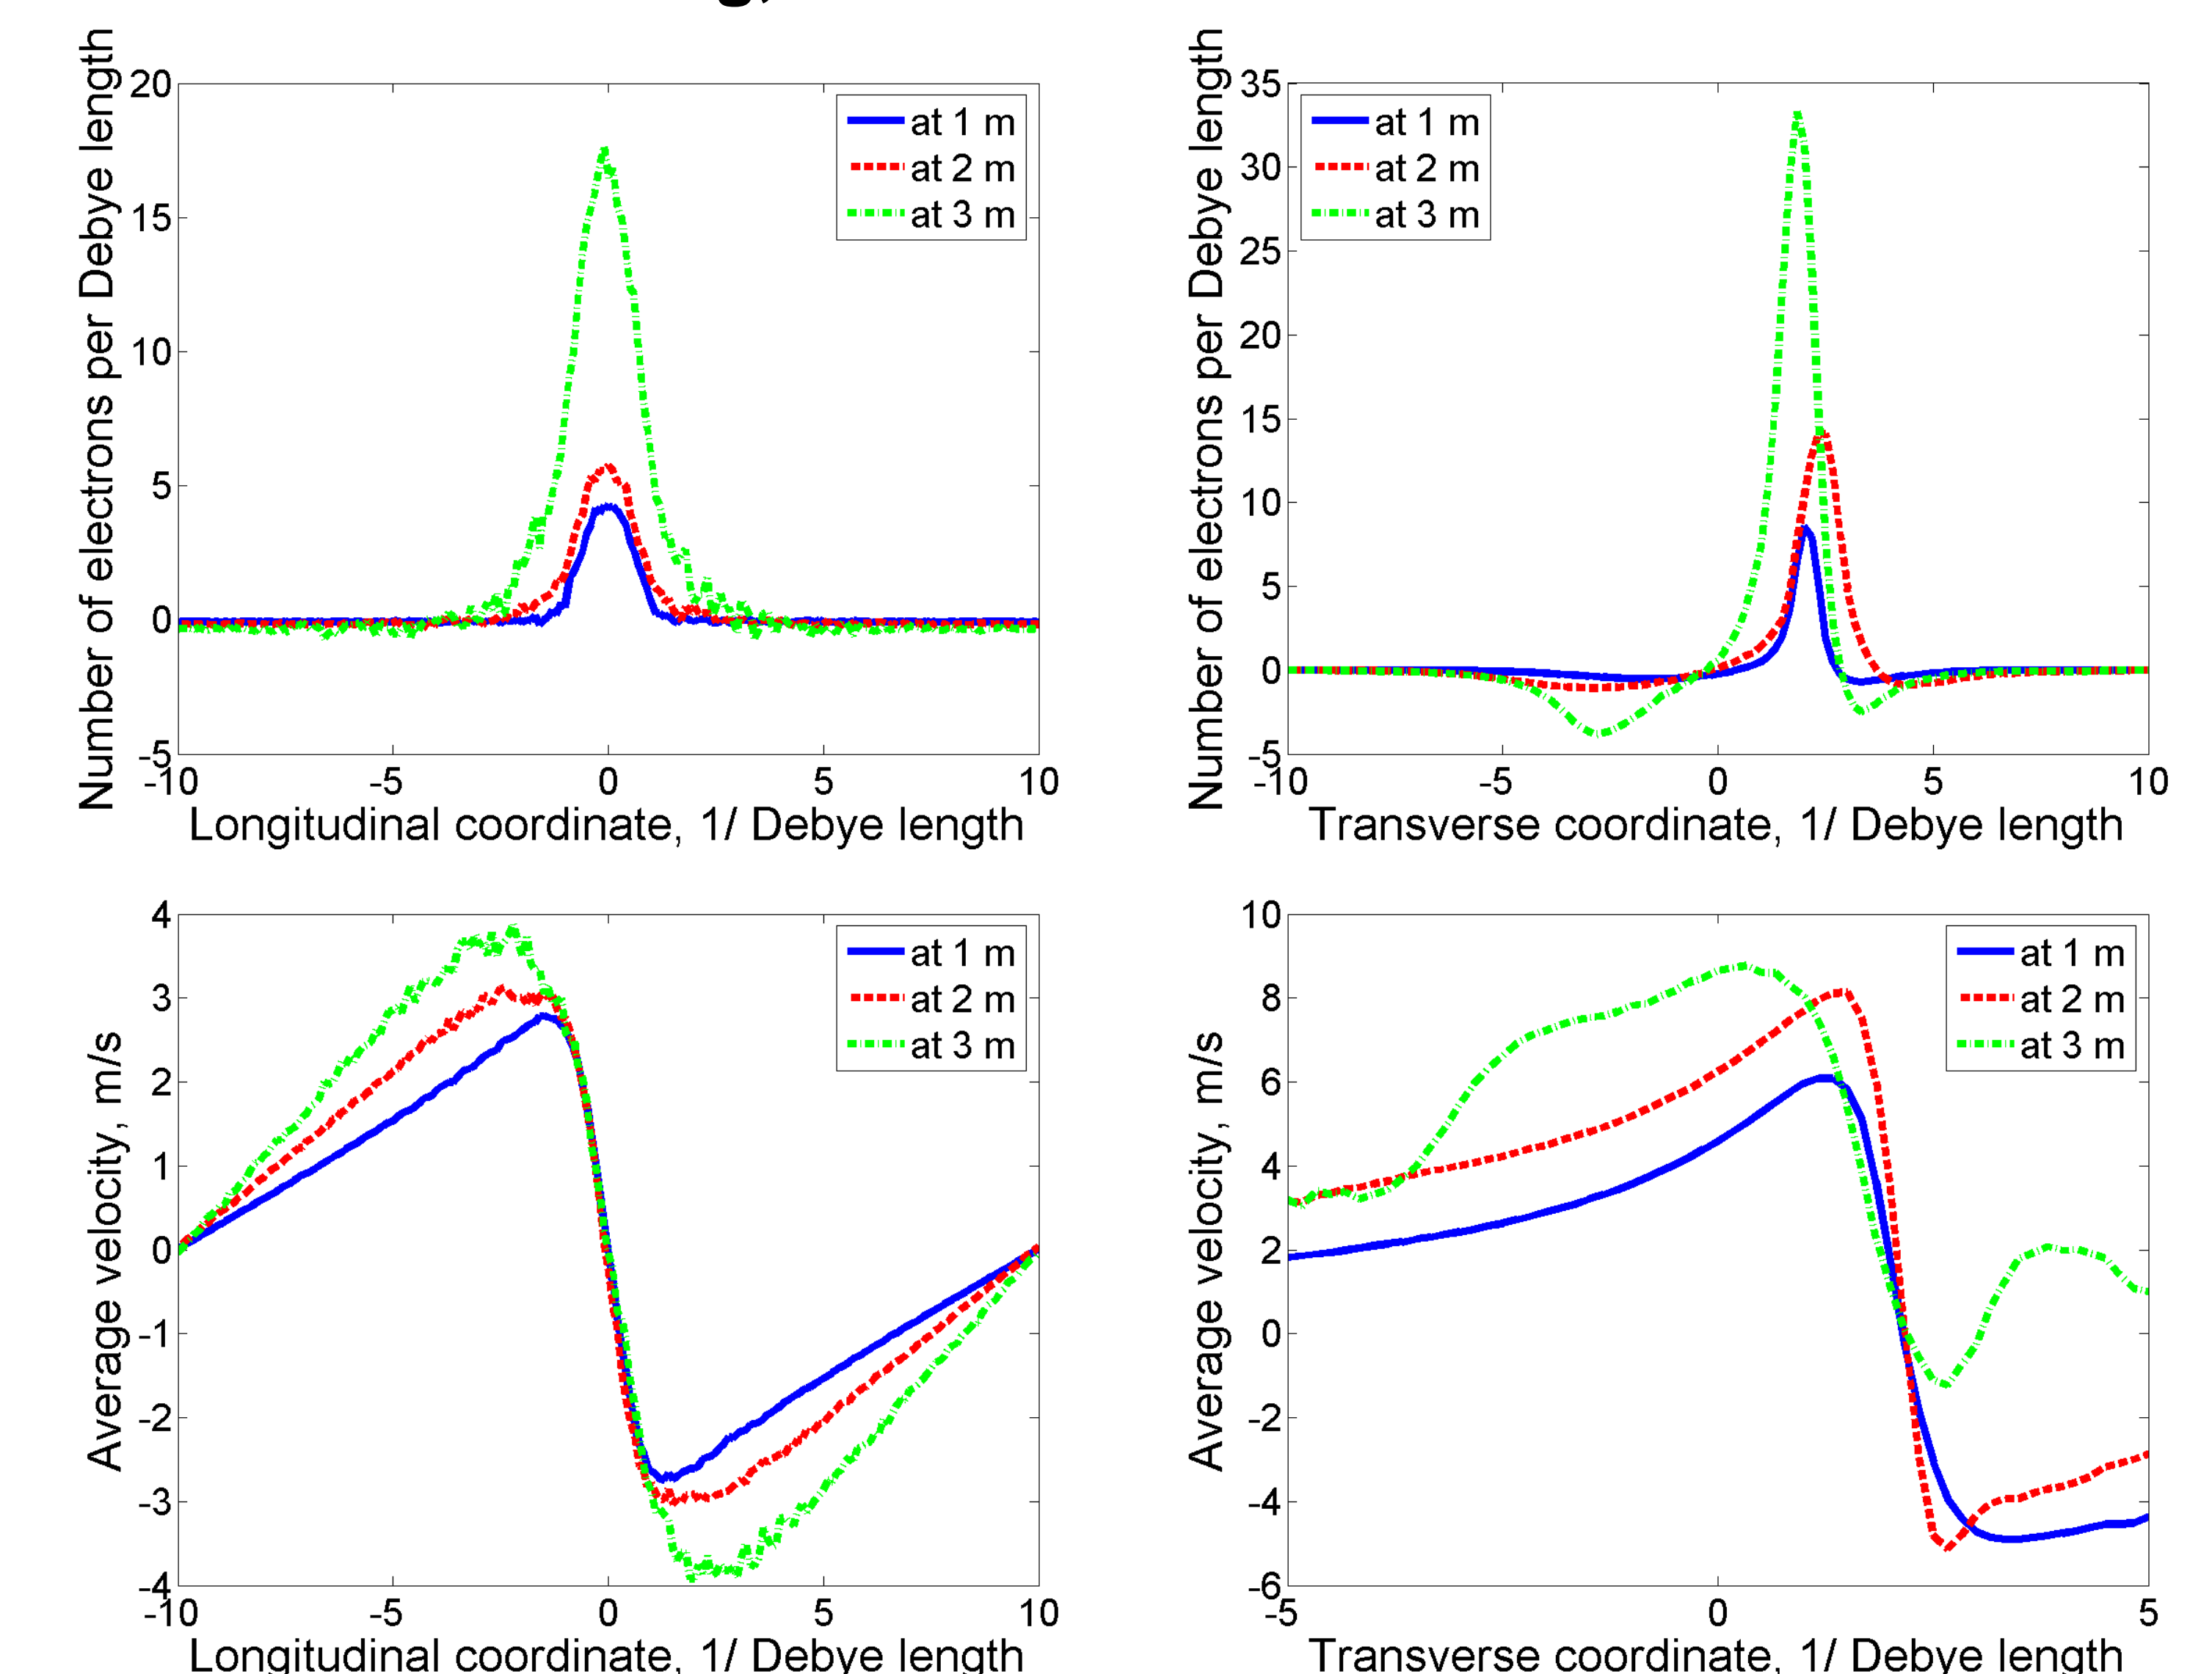 Number of electrons per Debye length
20
15
10
5
0
-5
-10
-5
0
5
10
Longitudinal coordinate, 1/ Debye length
at 1 m
at 2 m
at 3 m
Number of electrons per Debye length
35
30
25
20
15
10
5
0
-5
-10
-5
0
5
10
Transverse coordinate, 1/ Debye length
at 1 m
at 2 m
at 3 m
Average velocity, m/s
4
3
2
1
0
-1
-2
-3
-4
-10
-5
0
5
10
Longitudinal coordinate, 1/ Debye length
at 1 m
at 2 m
at 3 m
Average velocity, m/s
10
8
6
4
2
0
-2
-4
-6
-5
0
5
Transverse coordinate, 1/ Debye length
at 1 m
at 2 m
at 3 m